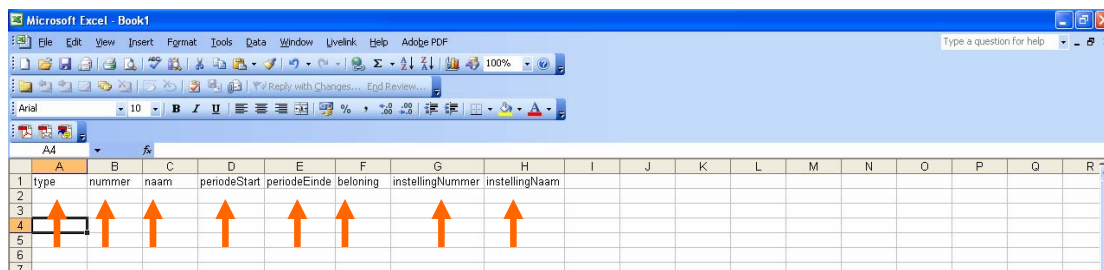 Microsoft Excel - Book1
File Edit View Insert Format Tools Data Window Livelink Help Adobe PDF Type a question for help
100%
Reply with Changes... End Review...
Arial 10 B I U % , A
A4 fx
A B C D E F G H I J K L M N O P Q R
1 type nummer naam periodeStart periodeEinde beloning instellingNummer instellingNaam
2
3
4
5
6
7